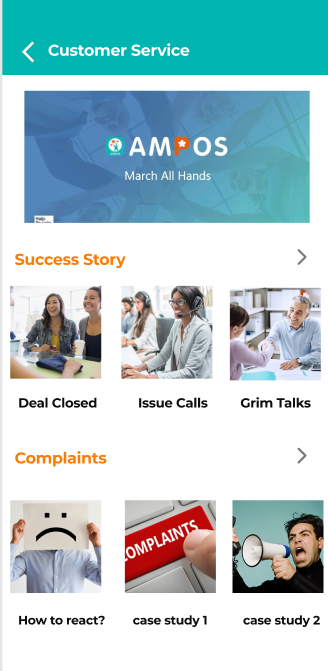 Customer Service
AMPOS
March All Hands
Success Story
Deal Closed
Issue Calls
Grim Talks
Complaints
COMPLAINTS
How to react?
case study 1
case study 2